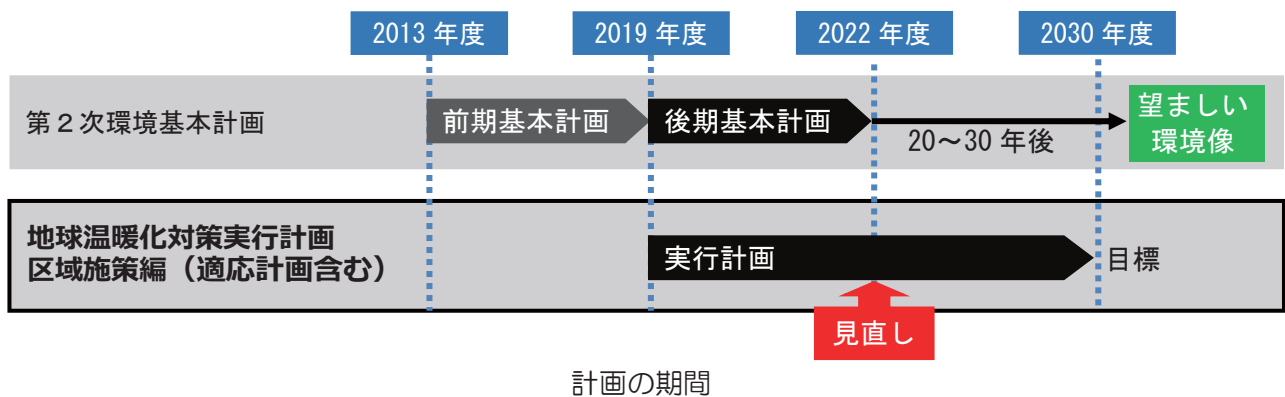 2013 年度
2019 年度
2022 年度
2030 年度
第２次環境基本計画
前期基本計画
後期基本計画
20～30 年後
望ましい
環境像
地球温暖化対策実行計画
区域施策編（適応計画含む）
実行計画
目標
見直し
計画の期間